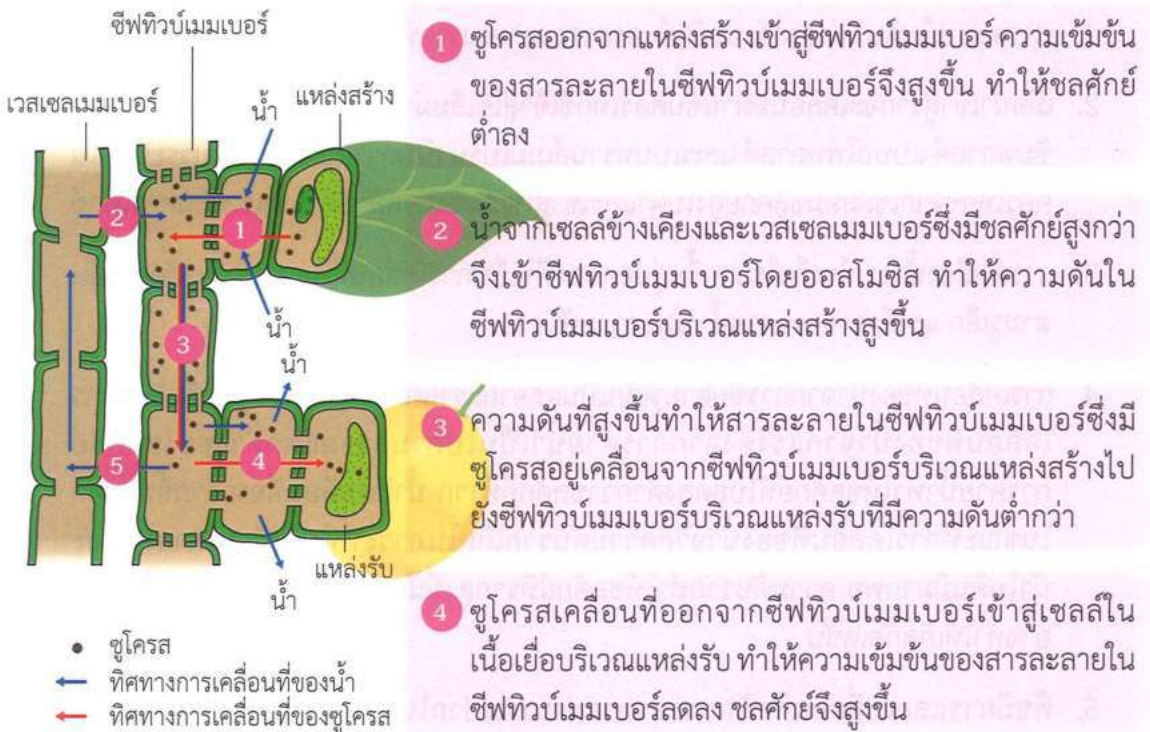 ซีฟทิวบ์เมมเบอร์
เวสเซลเมมเบอร์
น้ำ
แหล่งสร้าง
2
1
น้ำ
3
น้ำ
5
4
น้ำ
แหล่งรับ
ซูโครส
ทิศทางการเคลื่อนที่ของน้ำ
ทิศทางการเคลื่อนที่ของซูโครส
1 ซูโครสออกจากแหล่งสร้างเข้าสู่ซีฟทิวบ์เมมเบอร์ ความเข้มข้น
ของสารละลายในซีฟทิวบ์เมมเบอร์จึงสูงขึ้น ทำให้ชลศักย์
ต่ำลง
2 น้ำจากเซลล์ข้างเคียงและเวสเซลเมมเบอร์ซึ่งมีชลศักย์สูงกว่า
จึงเข้าซีฟทิวบ์เมมเบอร์โดยออสโมซิส ทำให้ความดันใน
ซีฟทิวบ์เมมเบอร์บริเวณแหล่งสร้างสูงขึ้น
3 ความดันที่สูงขึ้นทำให้สารละลายในซีฟทิวบ์เมมเบอร์ซึ่งมี
ซูโครสอยู่เคลื่อนจากซีฟทิวบ์เมมเบอร์บริเวณแหล่งสร้างไป
ยังซีฟทิวบ์เมมเบอร์บริเวณแหล่งรับที่มีความดันต่ำกว่า
4 ซูโครสเคลื่อนที่ออกจากซีฟทิวบ์เมมเบอร์เข้าสู่เซลล์ใน
เนื้อเยื่อบริเวณแหล่งรับ ทำให้ความเข้มข้นของสารละลายใน
ซีฟทิวบ์เมมเบอร์ลดลง ชลศักย์จึงสูงขึ้น